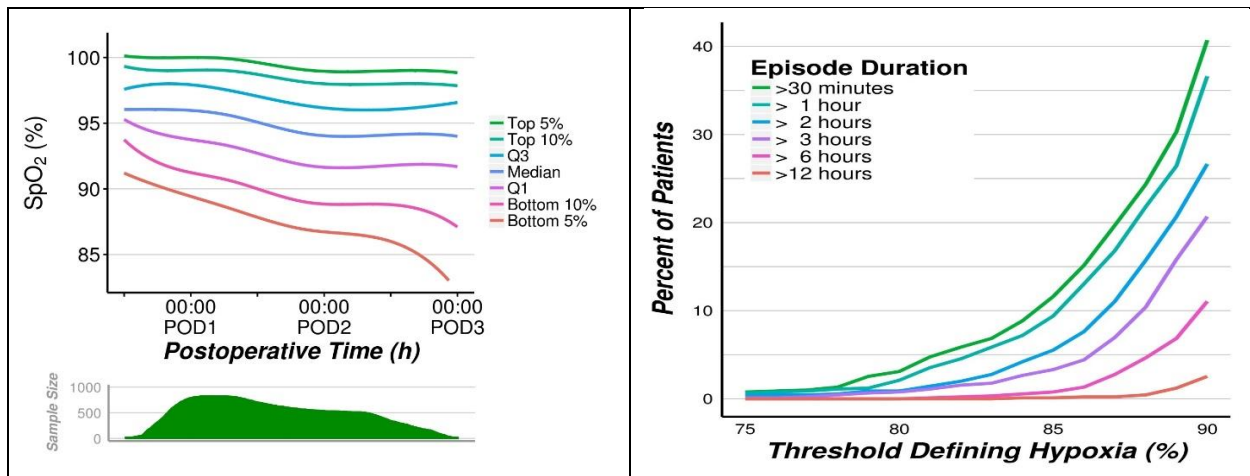 100
95
90
85
SpO₂ (%)
Top 5%
Top 10%
Q3
Median
Q1
Bottom 10%
Bottom 5%
00:00 00:00 00:00
POD1 POD2 POD3
Postoperative Time (h)
Sample Size
1000
500
0
40
30
20
10
0
Percent of Patients
Episode Duration
>30 minutes
> 1 hour
> 2 hours
> 3 hours
> 6 hours
>12 hours
75 80 85 90
Threshold Defining Hypoxia (%)